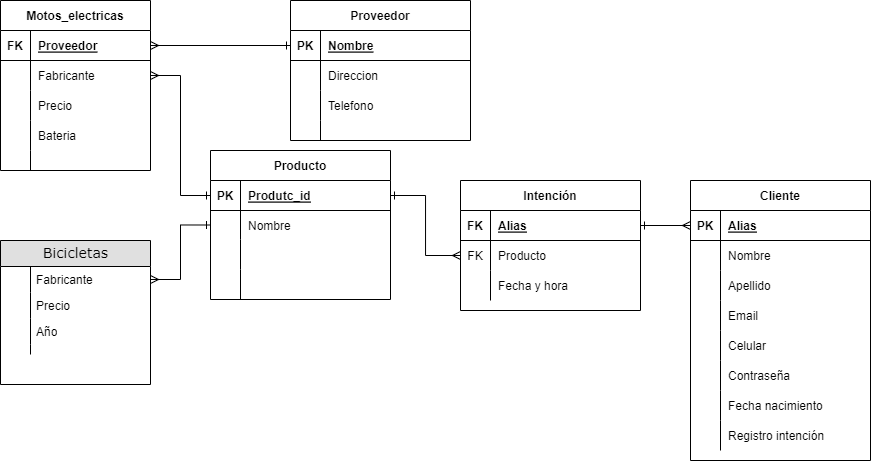 Motos_electricas
FK Proveedor
Fabricante
Precio
Bateria
Proveedor
PK Nombre
Direccion
Telefono
Producto
PK Produtc_id
Nombre
Bicicletas
Fabricante
Precio
Año
Intención
FK Alias
FK Producto
Fecha y hora
Cliente
PK Alias
Nombre
Apellido
Email
Celular
Contraseña
Fecha nacimiento
Registro intención